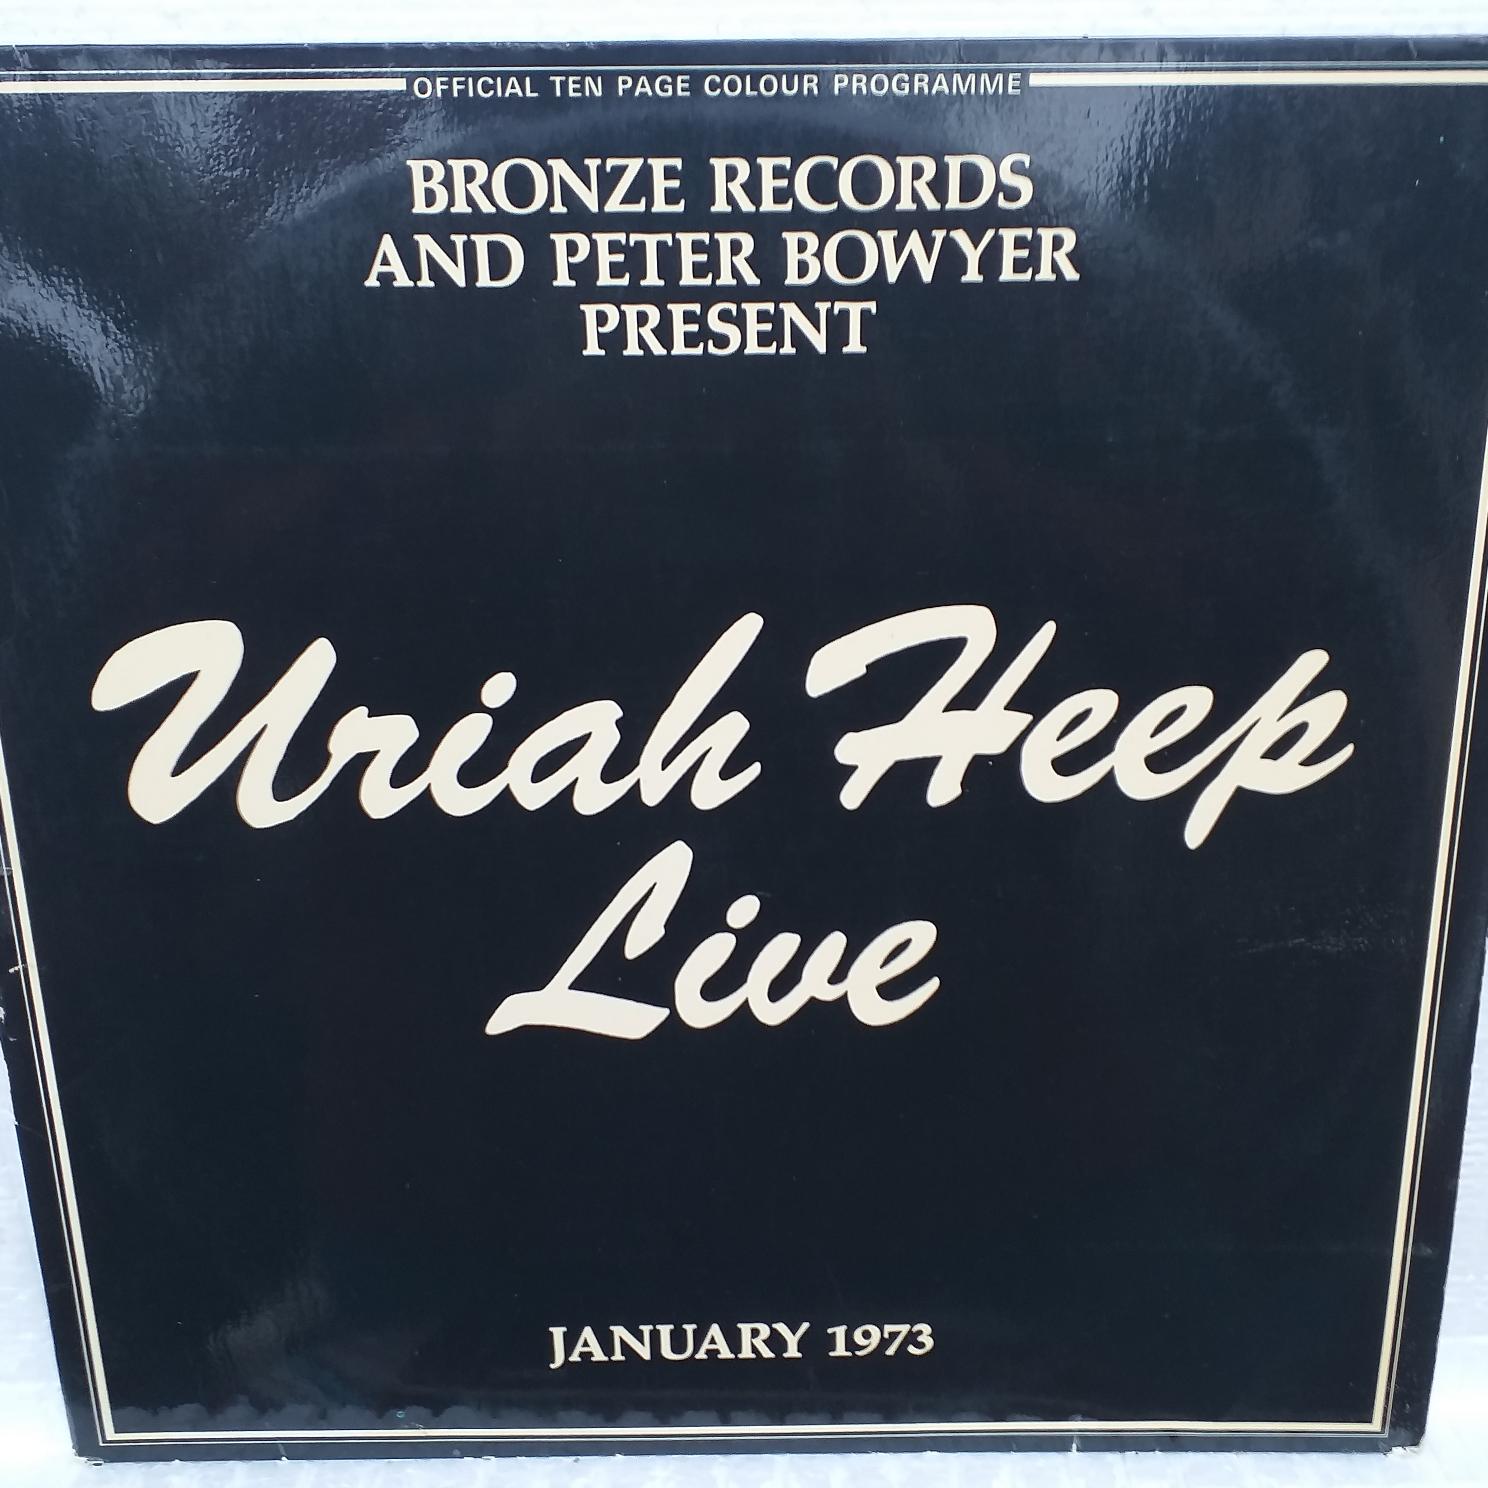 OFFICIAL TEN PAGE COLOUR PROGRAMME
BRONZE RECORDS
AND PETER BOWYER
PRESENT
Uriah Heep
Live
JANUARY 1973